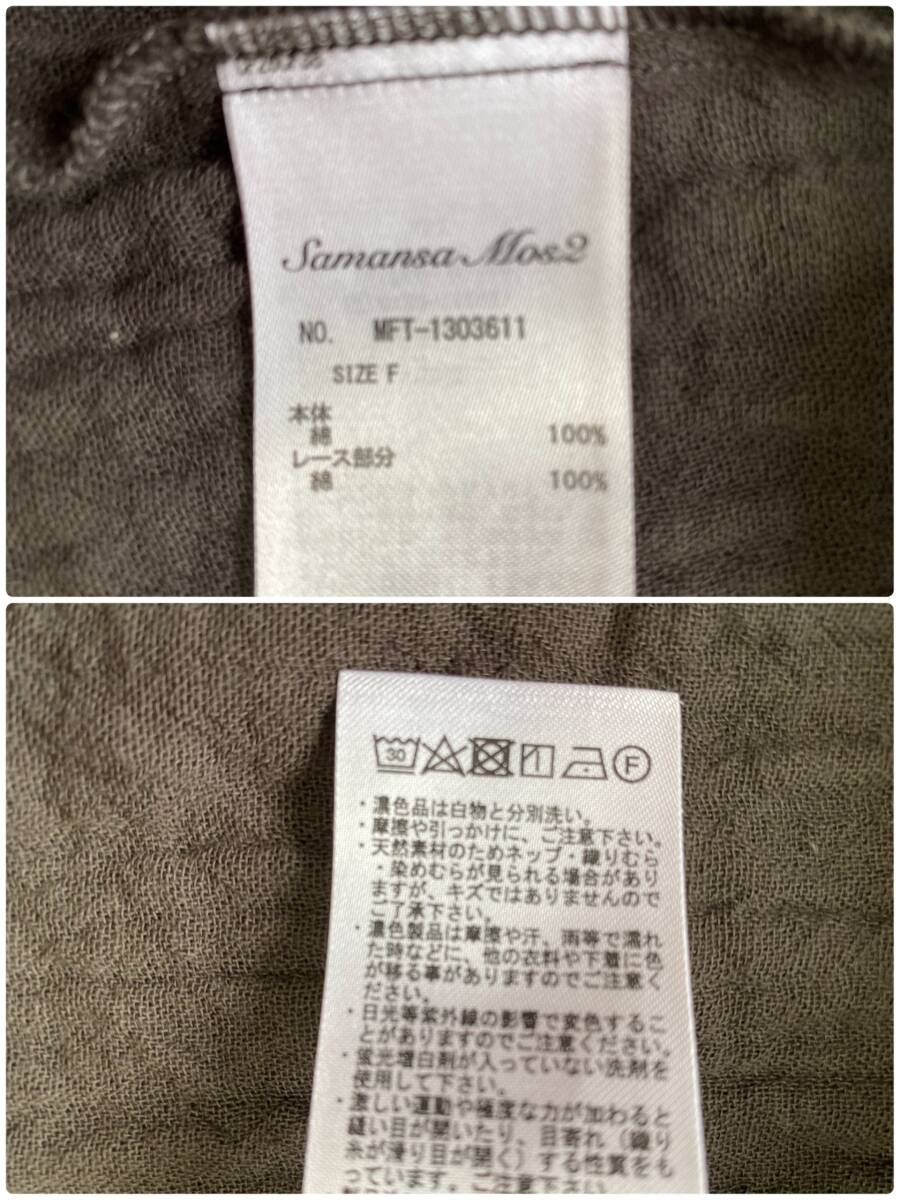 Samansa Mos2
NO. MFT-1303611
SIZE F
本体
綿 100%
レース部分
綿 100%
30
F
・濃色品は白物と分別洗い。
・摩擦や引っかけに、ご注意下さい。
・天然素材のためネップ・織りむら
・染めむらが見られる場合があり
ますが、キズではありませんので
ご了承下さい。
・濃色製品は摩擦や汗、雨等で濡れ
た時などに、他の衣料や下着に色
が移る事がありますのでご注意く
ださい。
・日光等紫外線の影響で変色するこ
とがありますのでご注意ください。
・蛍光増白剤が入っていない洗剤を
使用して下さい。
・激しい運動や極度な力が加わると
縫い目が開いたり、目寄れ（織り
糸が滑り目が開く）する性質をも
っています。着用の際はご注意下さ